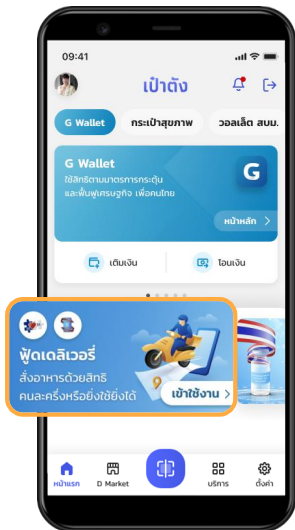 09:41
เป๋าตัง
G Wallet
กระเป๋าสุขภาพ
วอลเล็ต สบม.
G Wallet
ใช้สิทธิตามมาตรการกระตุ้น
และฟื้นฟูเศรษฐกิจ เพื่อคนไทย
G
หน้าหลัก >
เติมเงิน
โอนเงิน
ฟู้ดเดลิเวอรี่
สั่งอาหารด้วยสิทธิ
คนละครึ่งหรือยิ่งใช้ยิ่งได้
เข้าใช้งาน >
หน้าแรก
D Market
บริการ
ตั้งค่า